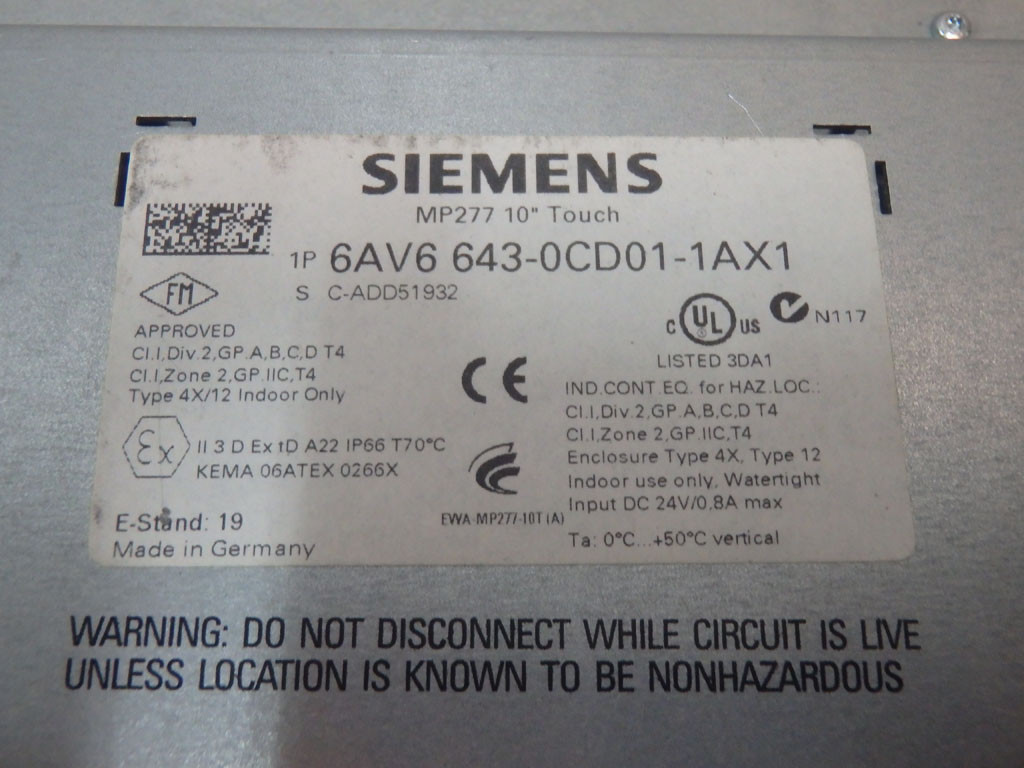 SIEMENS
MP277 10" Touch
1P 6AV6 643-0CD01-1AX1
S C-ADD51932
FM
APPROVED
Cl.I,Div.2,GP.A,B,C,D T4
Cl.I,Zone 2,GP.IIC,T4
Type 4X/12 Indoor Only
Ex II 3 D Ex tD A22 IP66 T70°C
KEMA 06ATEX 0266X
E-Stand: 19
Made in Germany
CE
EWA-MP277-10T(A)
C UL US N117
LISTED 3DA1
IND.CONT.EQ. for HAZ.LOC.:
Cl.I,Div.2,GP.A,B,C,D T4
Cl.I,Zone 2,GP.IIC,T4
Enclosure Type 4X, Type 12
Indoor use only, Watertight
Input DC 24V/0.8A max
Ta: 0°C...+50°C vertical
WARNING: DO NOT DISCONNECT WHILE CIRCUIT IS LIVE
UNLESS LOCATION IS KNOWN TO BE NONHAZARDOUS